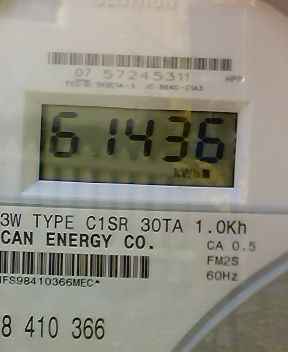 07 57245311
61436
kWh
3W TYPE C1SR 30TA 1.0Kh
CAN ENERGY CO.
CA 0.5
FM2S
60Hz
IFS98410366MEC*
8 410 366